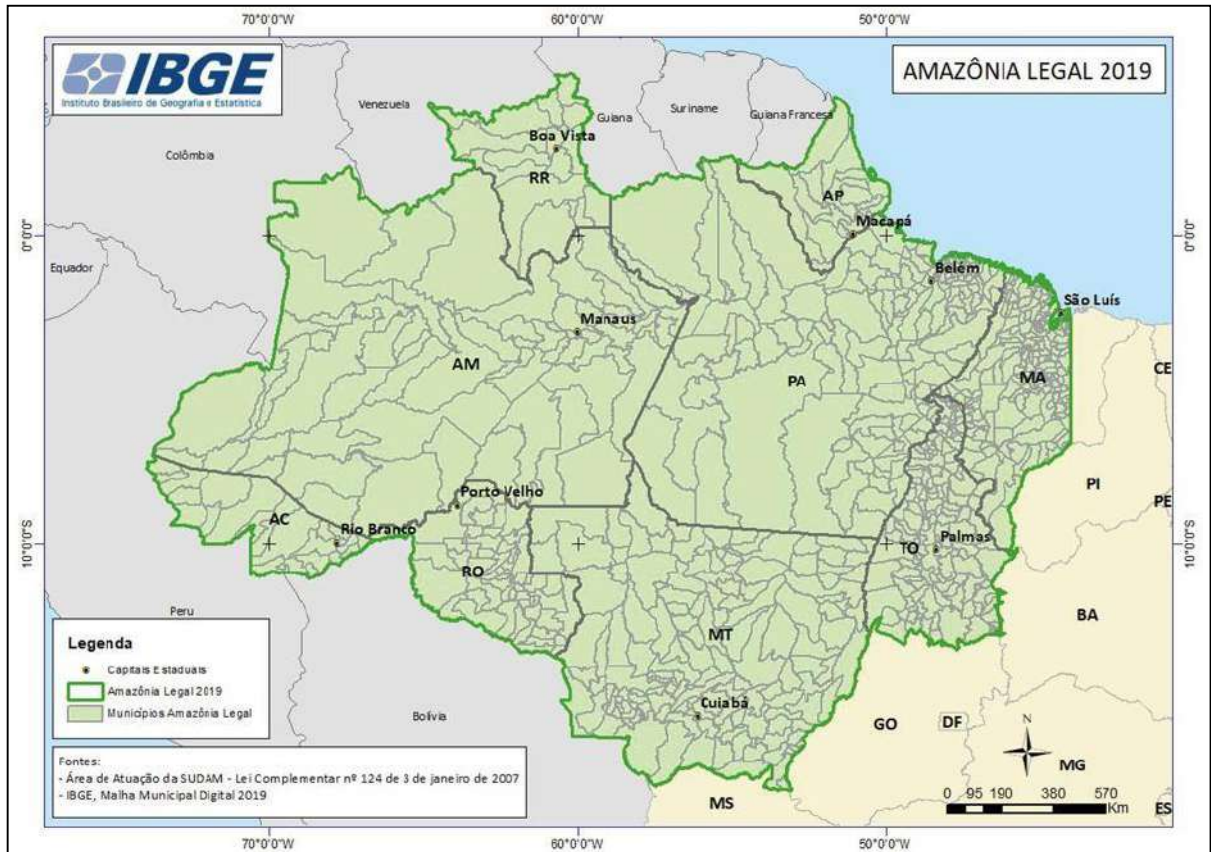 70°0'0"W 60°0'0"W 50°0'0"W
IBGE
Instituto Brasileiro de Geografia e Estatística
AMAZÔNIA LEGAL 2019
Venezuela
Guiana
Suriname
Guiana Francesa
Colômbia
Boa Vista
RR
AP
Macapá
0°0'0"
0°0'0"
Equador
Belém
São Luís
Manaus
AM
PA
MA
CE
PI
PE
Porto Velho
AC
Rio Branco
RO
TO
Palmas
10°0'0"S
10°0'0"S
Peru
MT
BA
Cuiabá
Bolívia
GO
DF
MG
MS
ES
Legenda
Capitais Estaduais
Amazônia Legal 2019
Municípios Amazônia Legal
Fontes:
- Área de Atuação da SUDAM - Lei Complementar nº 124 de 3 de janeiro de 2007
- IBGE, Malha Municipal Digital 2019
N
0 95 190 380 570
Km
70°0'0"W 60°0'0"W 50°0'0"W